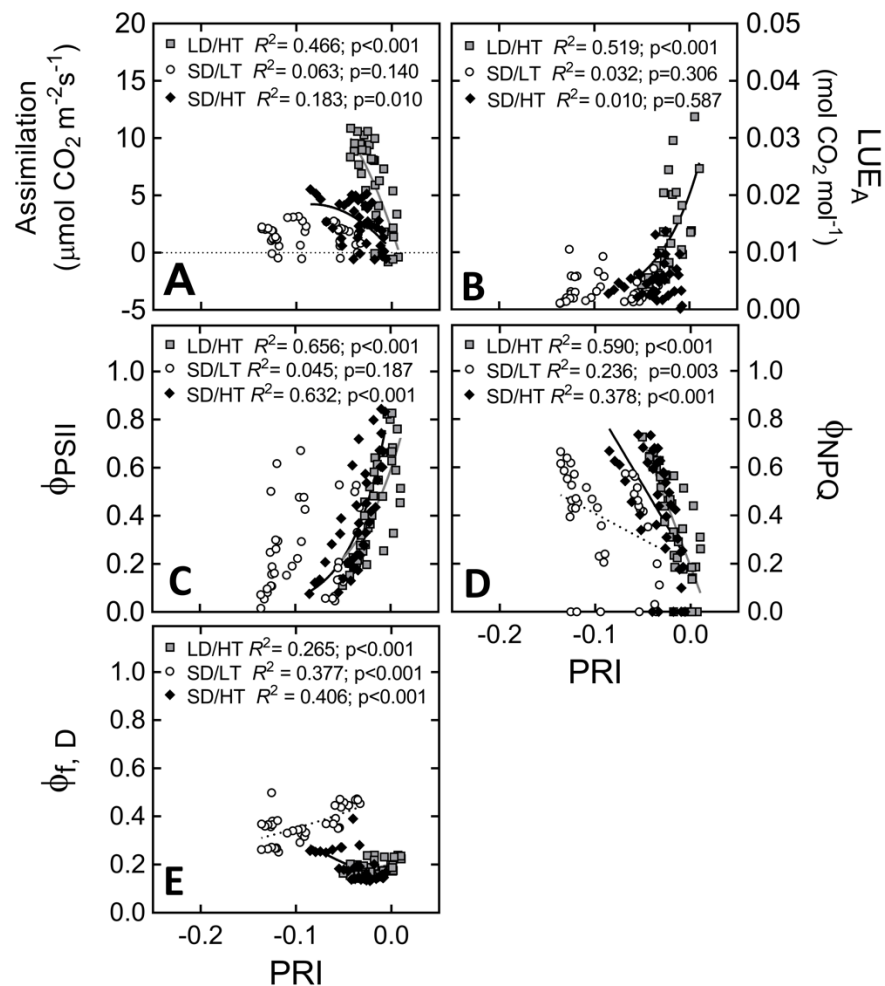 Assimilation
(μmol CO₂ m⁻²s⁻¹)
20
15
10
5
0
-5
LD/HT R² = 0.466; p<0.001
SD/LT R² = 0.063; p=0.140
SD/HT R² = 0.183; p=0.010
A
LD/HT R² = 0.519; p<0.001
SD/LT R² = 0.032; p=0.306
SD/HT R² = 0.010; p=0.587
B
0.05
0.04
0.03
0.02
0.01
0.00
LUE_A
(mol CO₂ mol⁻¹)
ϕPSII
1.0
0.8
0.6
0.4
0.2
0.0
LD/HT R² = 0.656; p<0.001
SD/LT R² = 0.045; p=0.187
SD/HT R² = 0.632; p<0.001
C
LD/HT R² = 0.590; p<0.001
SD/LT R² = 0.236; p=0.003
SD/HT R² = 0.378; p<0.001
D
1.0
0.8
0.6
0.4
0.2
0.0
ϕNPQ
-0.2 -0.1 0.0
PRI
ϕf, D
1.0
0.8
0.6
0.4
0.2
0.0
LD/HT R² = 0.265; p<0.001
SD/LT R² = 0.377; p<0.001
SD/HT R² = 0.406; p<0.001
E
-0.2 -0.1 0.0
PRI